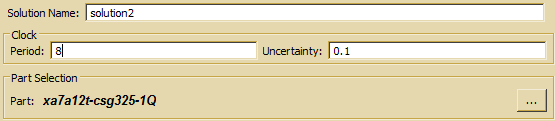 Solution Name: solution2
Clock
Period: 8 Uncertainty: 0.1
Part Selection
Part: xa7a12t-csg325-1Q ...